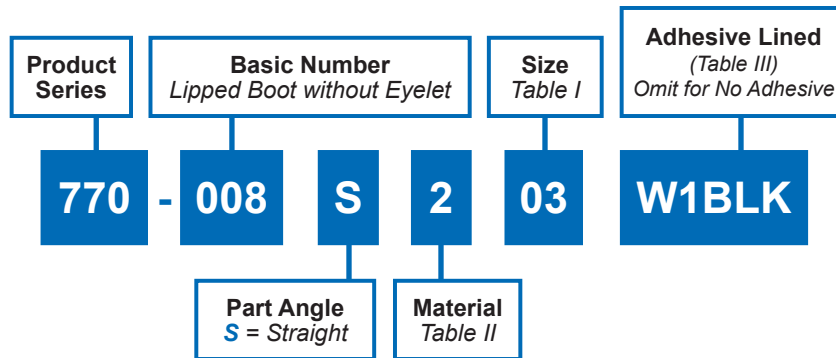 Product
Series
Basic Number
Lipped Boot without Eyelet
Size
Table I
Adhesive Lined
(Table III)
Omit for No Adhesive
770 - 008 S 2 03 W1BLK
Part Angle
S = Straight
Material
Table II